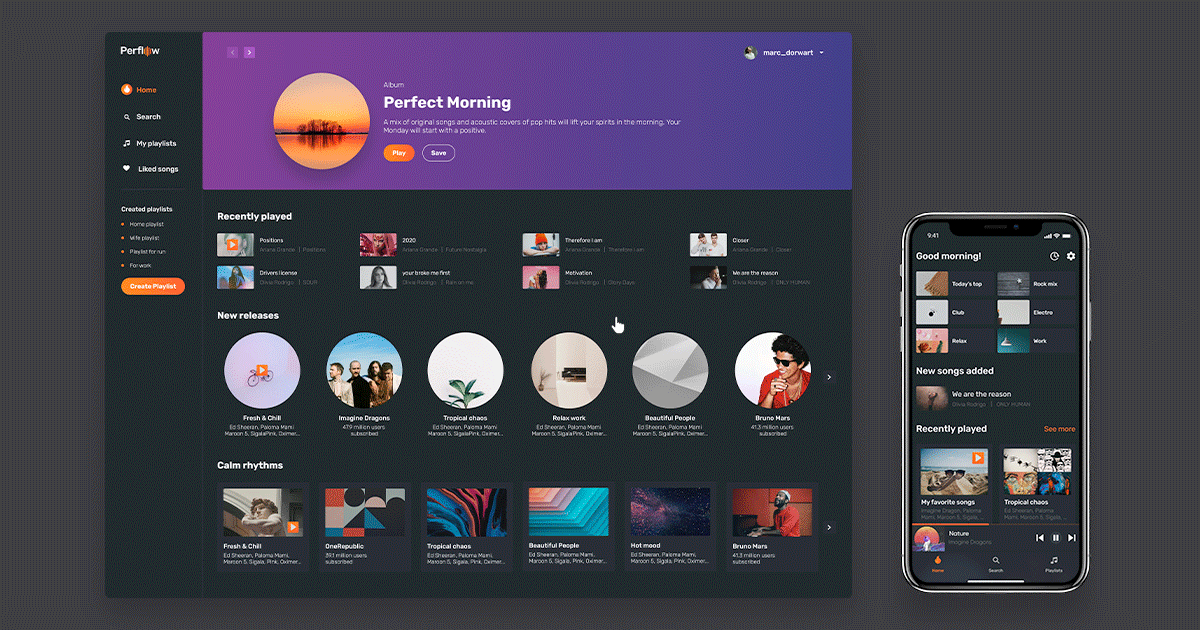 Perflow
Home
Search
My playlists
Liked songs
Created playlists
Home playlist
Wife playlist
Playlist for run
For work
Create Playlist
marc_dorwart
Album
Perfect Morning
A mix of original songs and acoustic covers of pop hits will lift your spirits in the morning. Your
Monday will start with a positive.
Play
Save
Recently played
Positions
Ariana Grande | Positions
2020
Ariana Grande | Future Nostalgia
Therefore I am
Ariana Grande | Therefore I am
Closer
Ariana Grande | Closer
Drivers license
Olivia Rodrigo | SOUR
your broke me first
Olivia Rodrigo | Rain on me
Motivation
Olivia Rodrigo | Diary Days
We are the reason
Olivia Rodrigo | ONLY HUMAN
New releases
Fresh & Chill
Ed Sheeran, Paloma Mami,
Maroon 5, SigalaPink, Oximer...
Imagine Dragons
47.9 million users
subscribed
Tropical chaos
Ed Sheeran, Paloma Mami,
Maroon 5, SigalaPink, Oximer...
Relax work
Ed Sheeran, Paloma Mami,
Maroon 5, SigalaPink, Oximer...
Beautiful People
Ed Sheeran, Paloma Mami,
Maroon 5, SigalaPink, Oximer...
Bruno Mars
41.3 million users
subscribed
Calm rhythms
Fresh & Chill
Ed Sheeran, Paloma Mami,
Maroon 5, Sigala, Pink, Oximer...
OneRepublic
39.1 million users
subscribed
Tropical chaos
Ed Sheeran, Paloma Mami,
Maroon 5, Sigala, Pink, Oximer...
Beautiful People
Ed Sheeran, Paloma Mami,
Maroon 5, Sigala, Pink, Oximer...
Hot mood
Ed Sheeran, Paloma Mami,
Maroon 5, Sigala, Pink, Oximer...
Bruno Mars
41.3 million users
subscribed
9:41
Good morning!
Today's top
Rock mix
Club
Electro
Relax
Work
New songs added
We are the reason
Olivia Rodrigo | ONLY HUMAN
Recently played
See more
My favorite songs
Imagine Dragon, Paloma
Mami, Maroon 5, Sigala, ...
Tropical chaos
Ed Sheeran, Paloma Mami,
Maroon 5, Sigala, Pink,
Nature
Imagine Dragons
Home
Search
Playlists